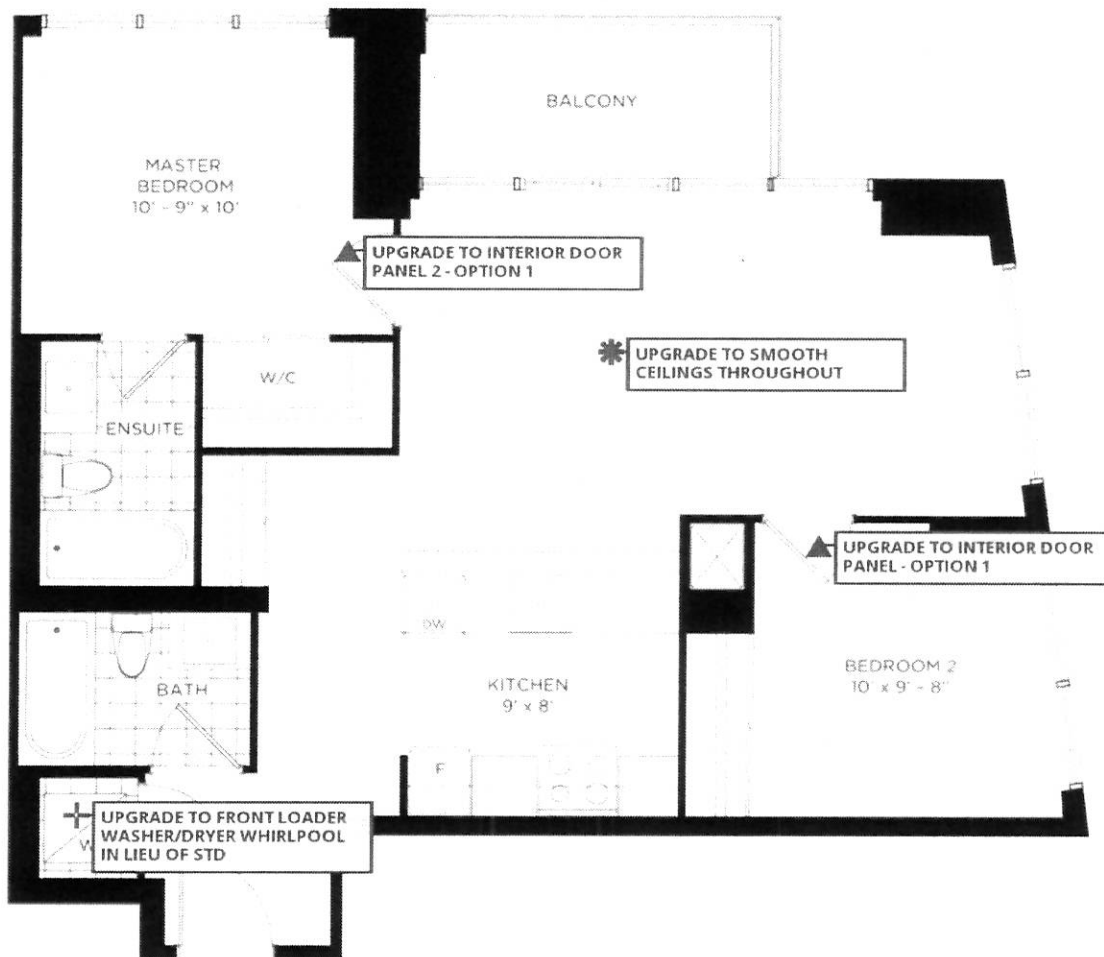 BALCONY
MASTER
BEDROOM
10' - 9" x 10'
UPGRADE TO INTERIOR DOOR
PANEL 2 - OPTION 1
UPGRADE TO SMOOTH
CEILINGS THROUGHOUT
W/C
ENSUITE
UPGRADE TO INTERIOR DOOR
PANEL - OPTION 1
DW
BEDROOM 2
10' x 9' - 8"
KITCHEN
9' x 8'
BATH
F
UPGRADE TO FRONT LOADER
WASHER/DRYER WHIRLPOOL
IN LIEU OF STD